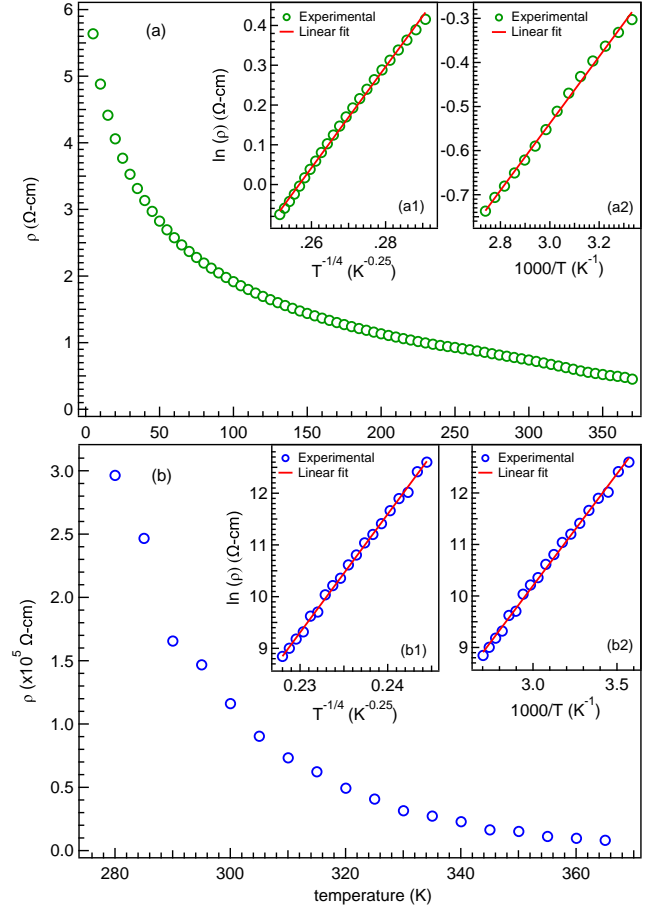 6
5
4
3
2
1
0
ρ (Ω-cm)
(a)
0 50 100 150 200 250 300 350
0.4
0.3
0.2
0.1
0.0
ln (ρ) (Ω-cm)
Experimental
Linear fit
(a1)
.26 .28
T^-1/4 (K^-0.25)
-0.3
-0.4
-0.5
-0.6
-0.7
Experimental
Linear fit
(a2)
2.8 3.0 3.2
1000/T (K^-1)
3.0
2.5
2.0
1.5
1.0
0.5
0.0
ρ (x10^5 Ω-cm)
(b)
280 300 320 340 360
temperature (K)
12
11
10
9
ln (ρ) (Ω-cm)
Experimental
Linear fit
(b1)
0.23 0.24
T^-1/4 (K^-0.25)
12
11
10
9
Experimental
Linear fit
(b2)
3.0 3.5
1000/T (K^-1)